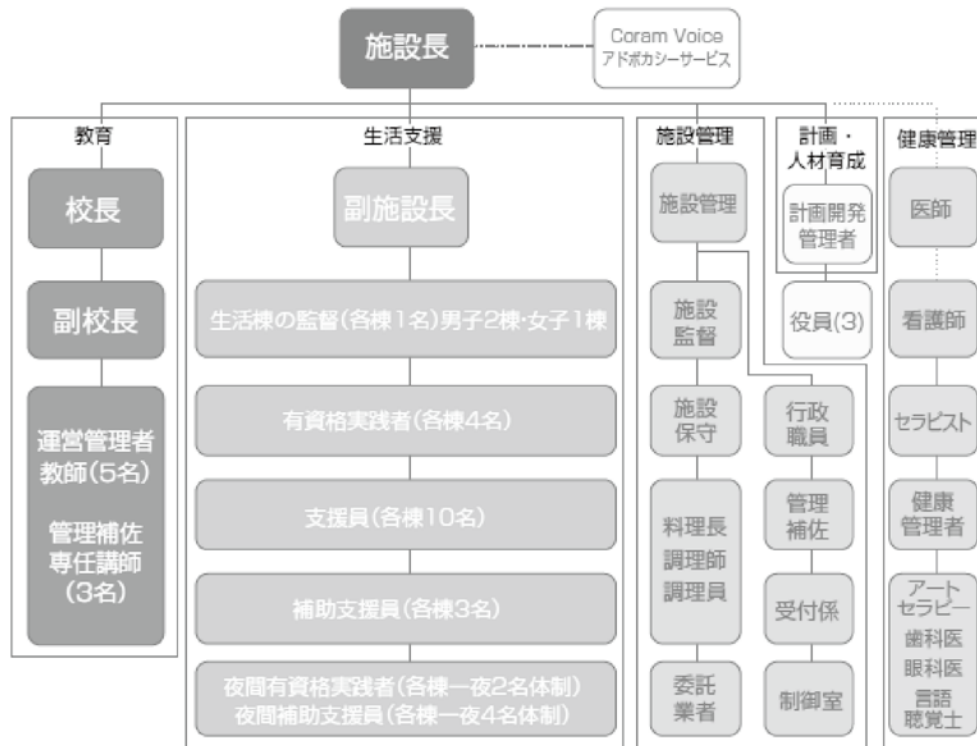 施設長
Coram Voice
アドボカシーサービス
教育
校長
副校長
運営管理者
教師(5名)
管理補佐
専任講師
(3名)
生活支援
副施設長
生活棟の監督(各棟1名)男子2棟・女子1棟
有資格実践者(各棟4名)
支援員(各棟10名)
補助支援員(各棟3名)
夜間有資格実践者(各棟一夜2名体制)
夜間補助支援員(各棟一夜4名体制)
施設管理
施設管理
施設
監督
施設
保守
料理長
調理師
調理員
委託
業者
行政
職員
管理
補佐
受付係
制御室
計画・
人材育成
計画開発
管理者
役員(3)
健康管理
医師
看護師
セラピスト
健康
管理者
アート
セラピー
歯科医
眼科医
言語
聴覚士